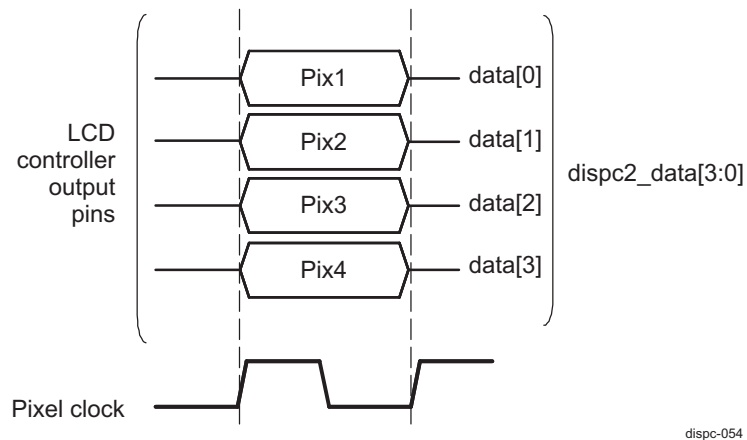 LCD
controller
output
pins
Pix1
data[0]
Pix2
data[1]
Pix3
data[2]
Pix4
data[3]
dispc2_data[3:0]
Pixel clock
dispc-054